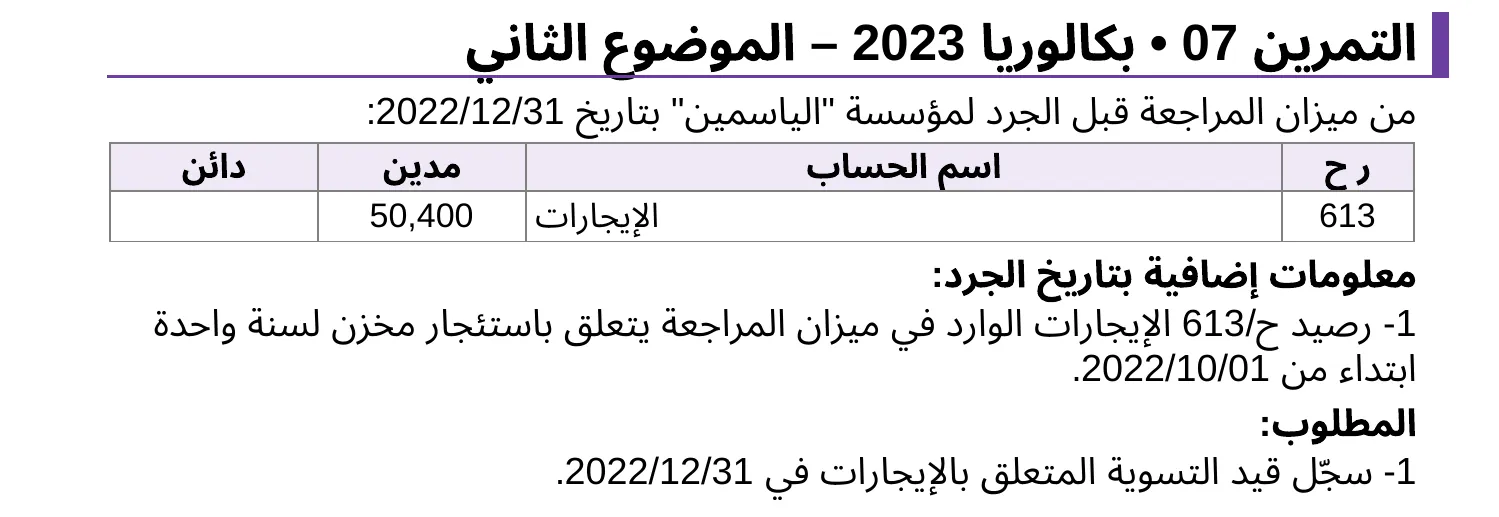 التمرين 07 • بكالوريا 2023 – الموضوع الثاني
من ميزان المراجعة قبل الجرد لمؤسسة "الياسمين" بتاريخ 2022/12/31:
ر ح اسم الحساب مدين دائن
613 الإيجارات 50,400
معلومات إضافية بتاريخ الجرد:
1- رصيد ح/613 الإيجارات الوارد في ميزان المراجعة يتعلق باستئجار مخزن لسنة واحدة
ابتداء من 2022/10/01.
المطلوب:
1- سجّل قيد التسوية المتعلق بالإيجارات في 2022/12/31.